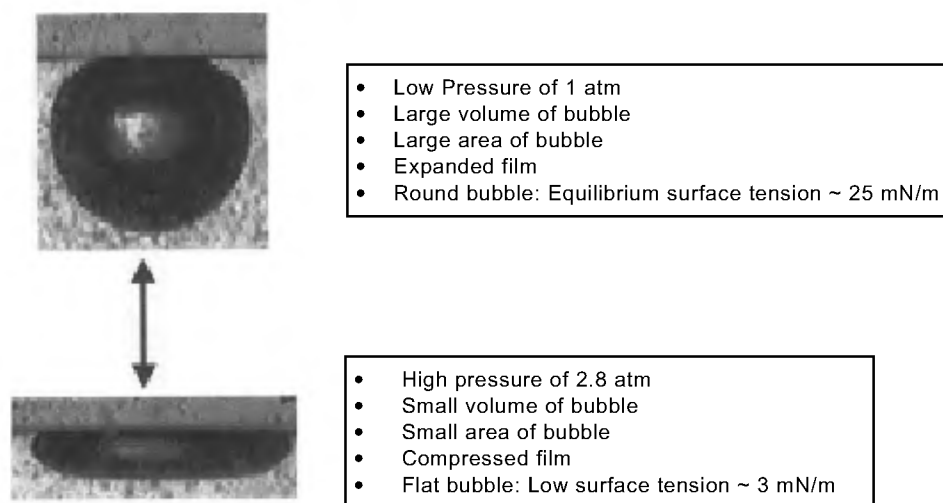 • Low Pressure of 1 atm
• Large volume of bubble
• Large area of bubble
• Expanded film
• Round bubble: Equilibrium surface tension ~ 25 mN/m
• High pressure of 2.8 atm
• Small volume of bubble
• Small area of bubble
• Compressed film
• Flat bubble: Low surface tension ~ 3 mN/m